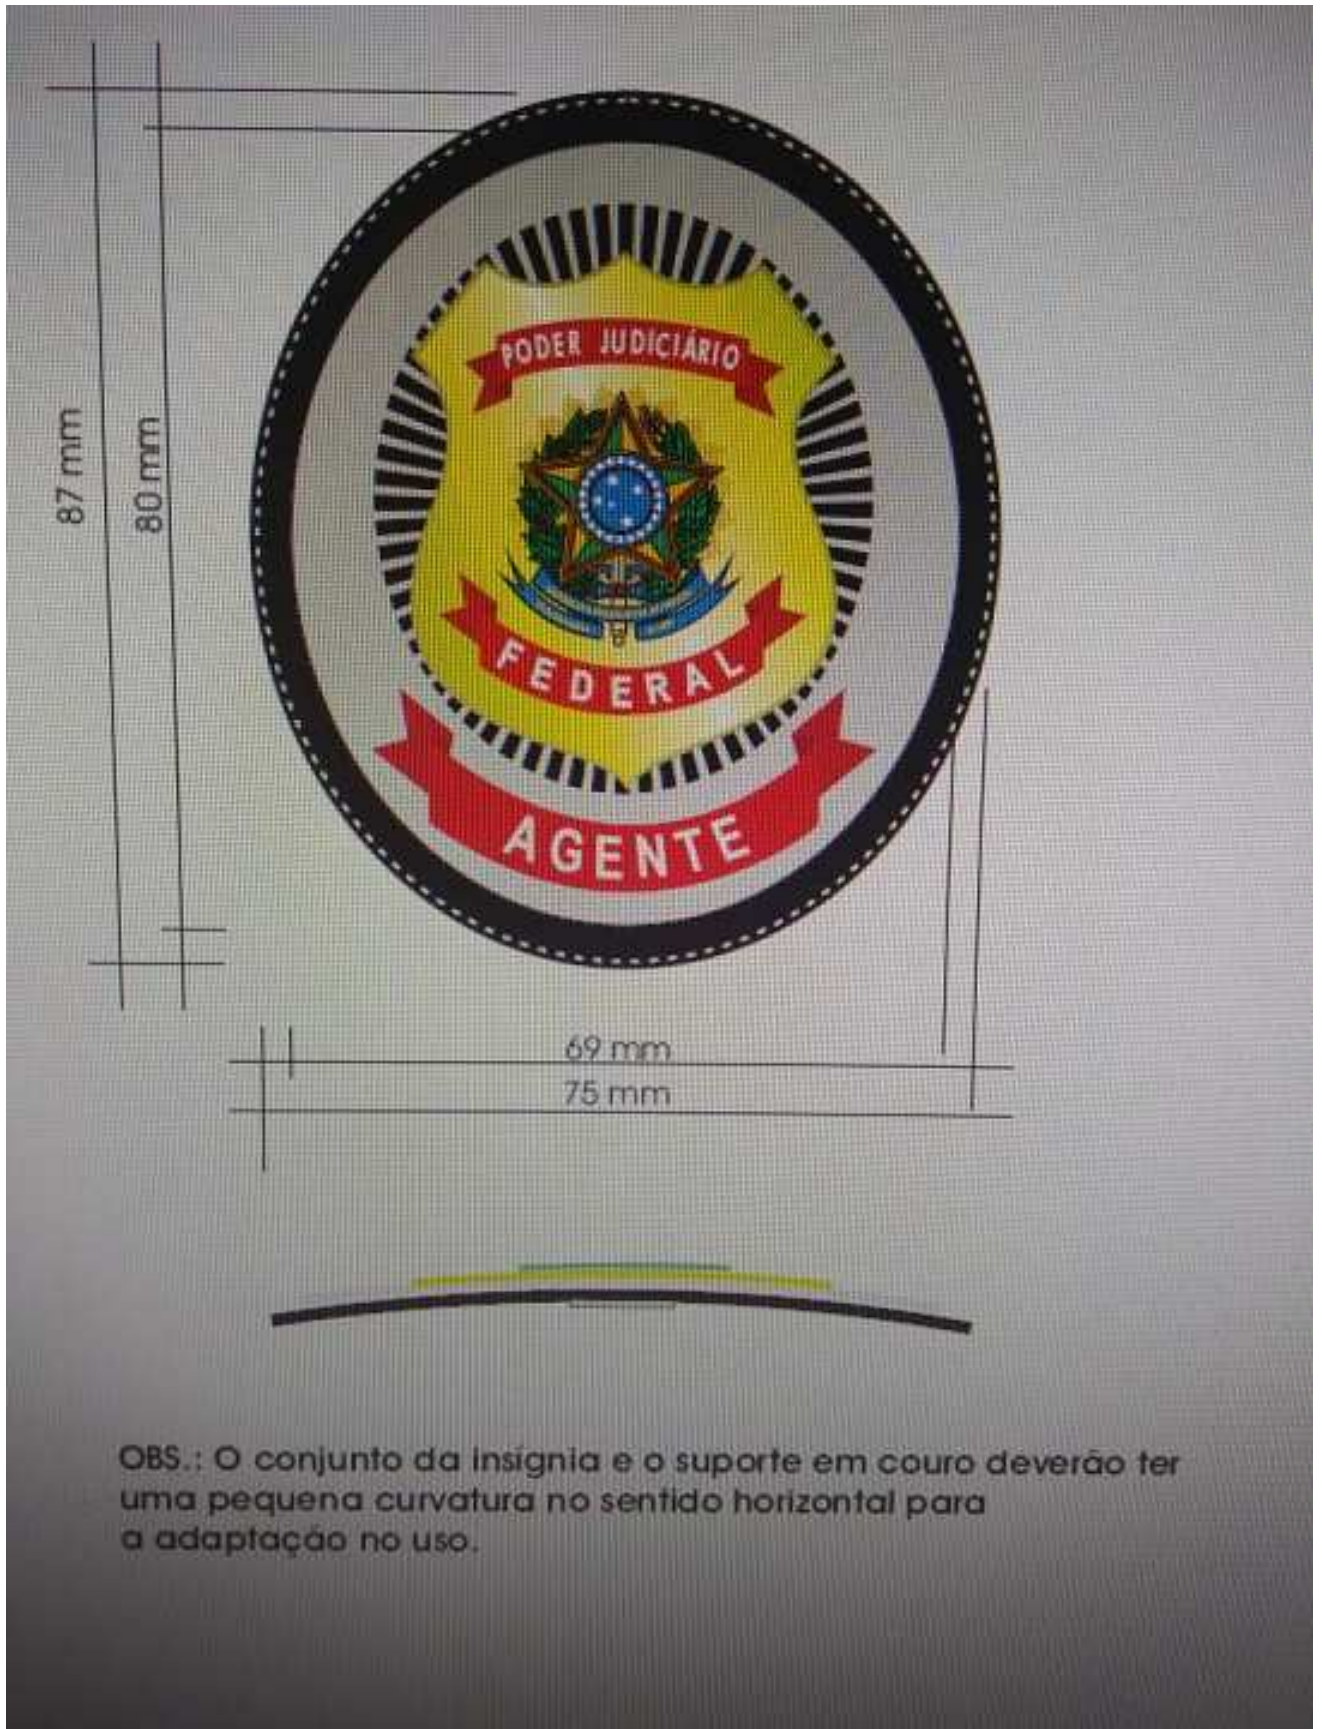 87 mm
80 mm
PODER JUDICIÁRIO
FEDERAL
AGENTE
69 mm
75 mm
OBS.: O conjunto da insígnia e o suporte em couro deverão ter
uma pequena curvatura no sentido horizontal para
a adaptação no uso.